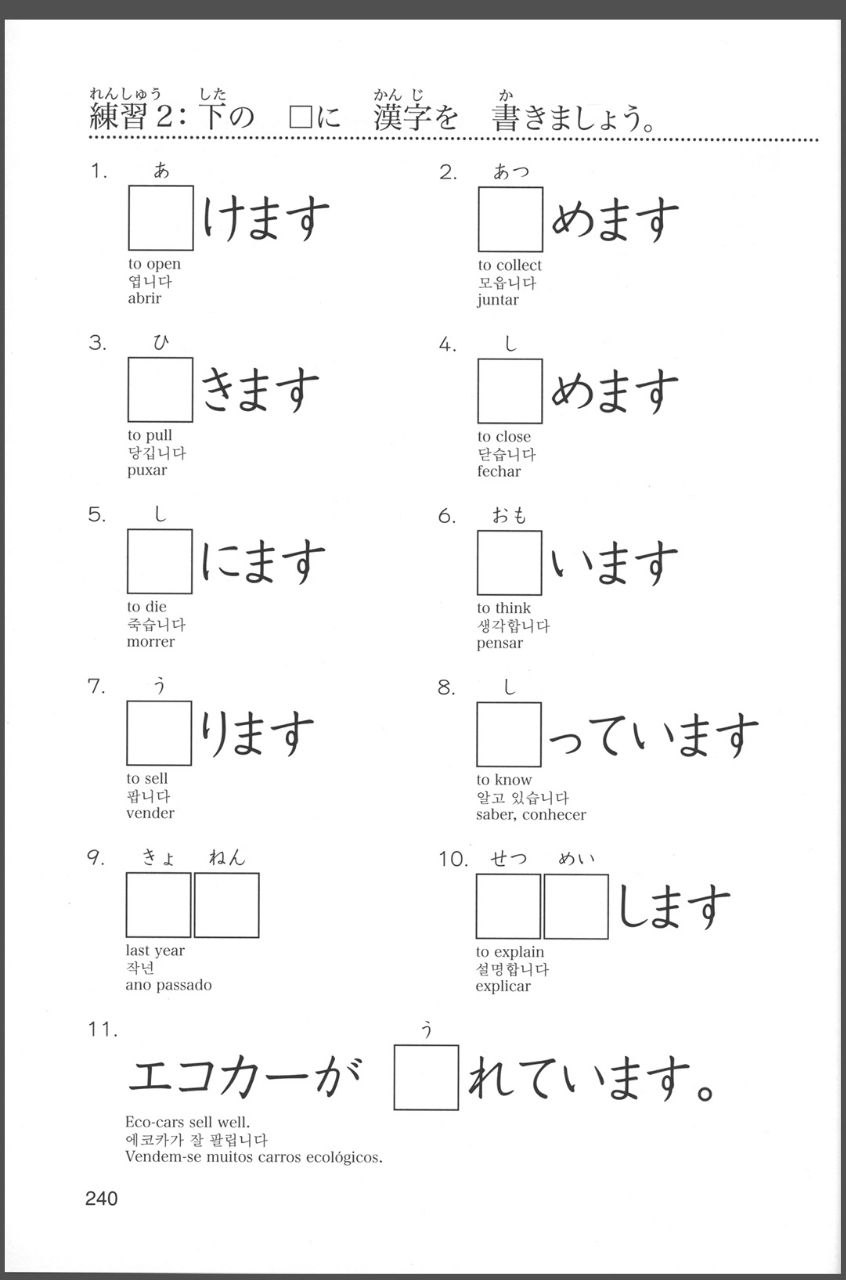 れんしゅう した かん じ か
練習2: 下の □に 漢字を 書きましょう。
1. あ
□けます
to open
엽니다
abrir
2. あつ
□めます
to collect
모읍니다
juntar
3. ひ
□きます
to pull
당깁니다
puxar
4. し
□めます
to close
닫습니다
fechar
5. し
□にます
to die
죽습니다
morrer
6. おも
□います
to think
생각합니다
pensar
7. う
□ります
to sell
팝니다
vender
8. し
□っています
to know
알고 있습니다
saber, conhecer
9. きょ ねん
□□
last year
작년
ano passado
10. せつ めい
□□します
to explain
설명합니다
explicar
11. う
エコカーが □れています。
Eco-cars sell well.
에코카가 잘 팔립니다
Vendem-se muitos carros ecológicos.
240